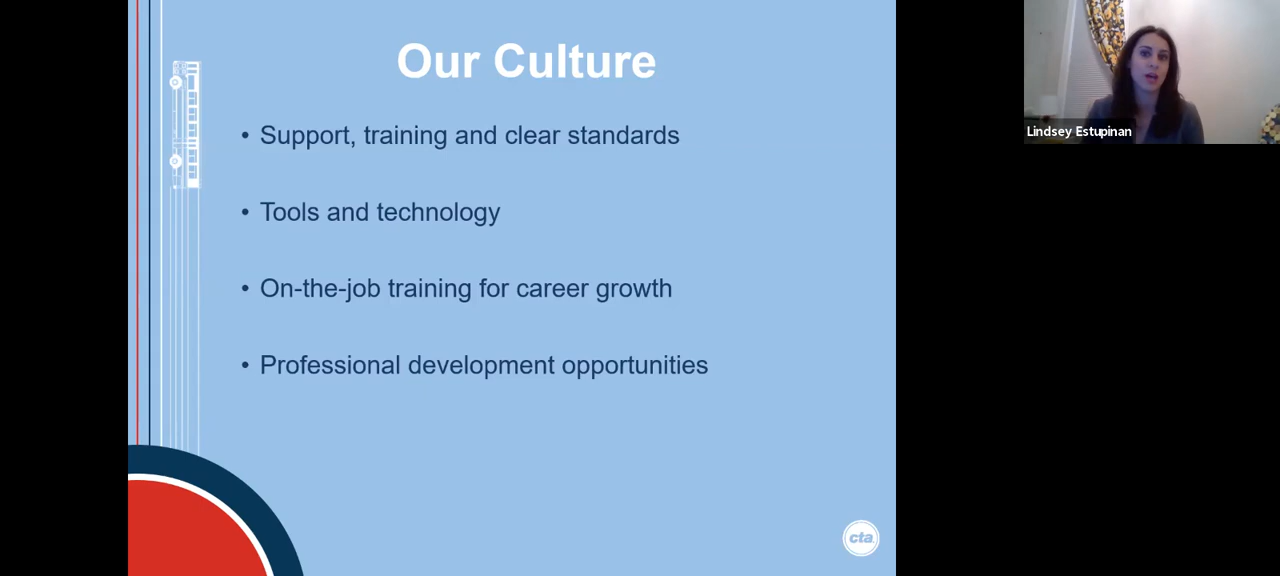 Our Culture
• Support, training and clear standards
• Tools and technology
• On-the-job training for career growth
• Professional development opportunities
cta
Lindsey Estupinan